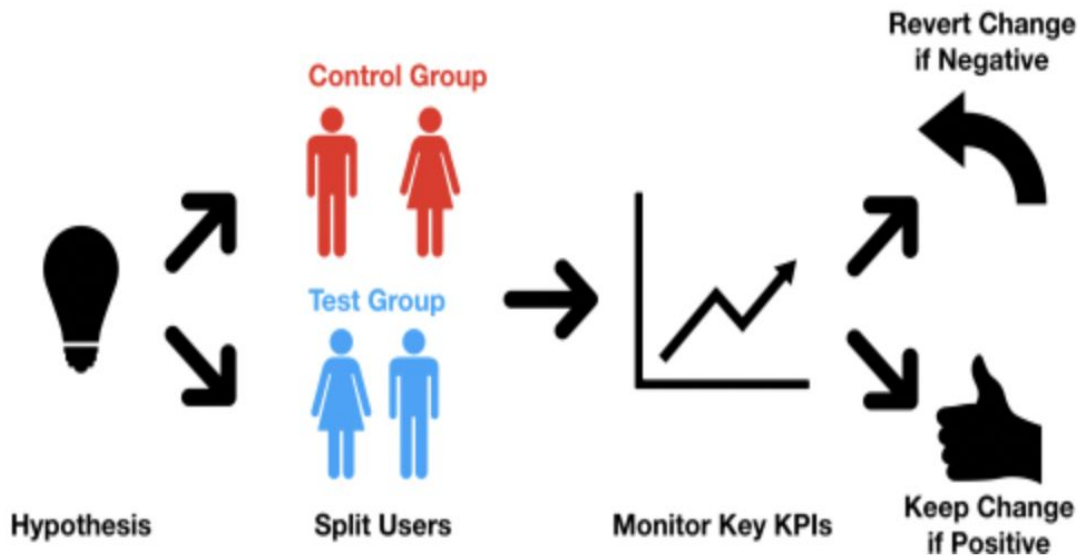 Revert Change
if Negative
Control Group
Test Group
Hypothesis
Split Users
Monitor Key KPIs
Keep Change
if Positive